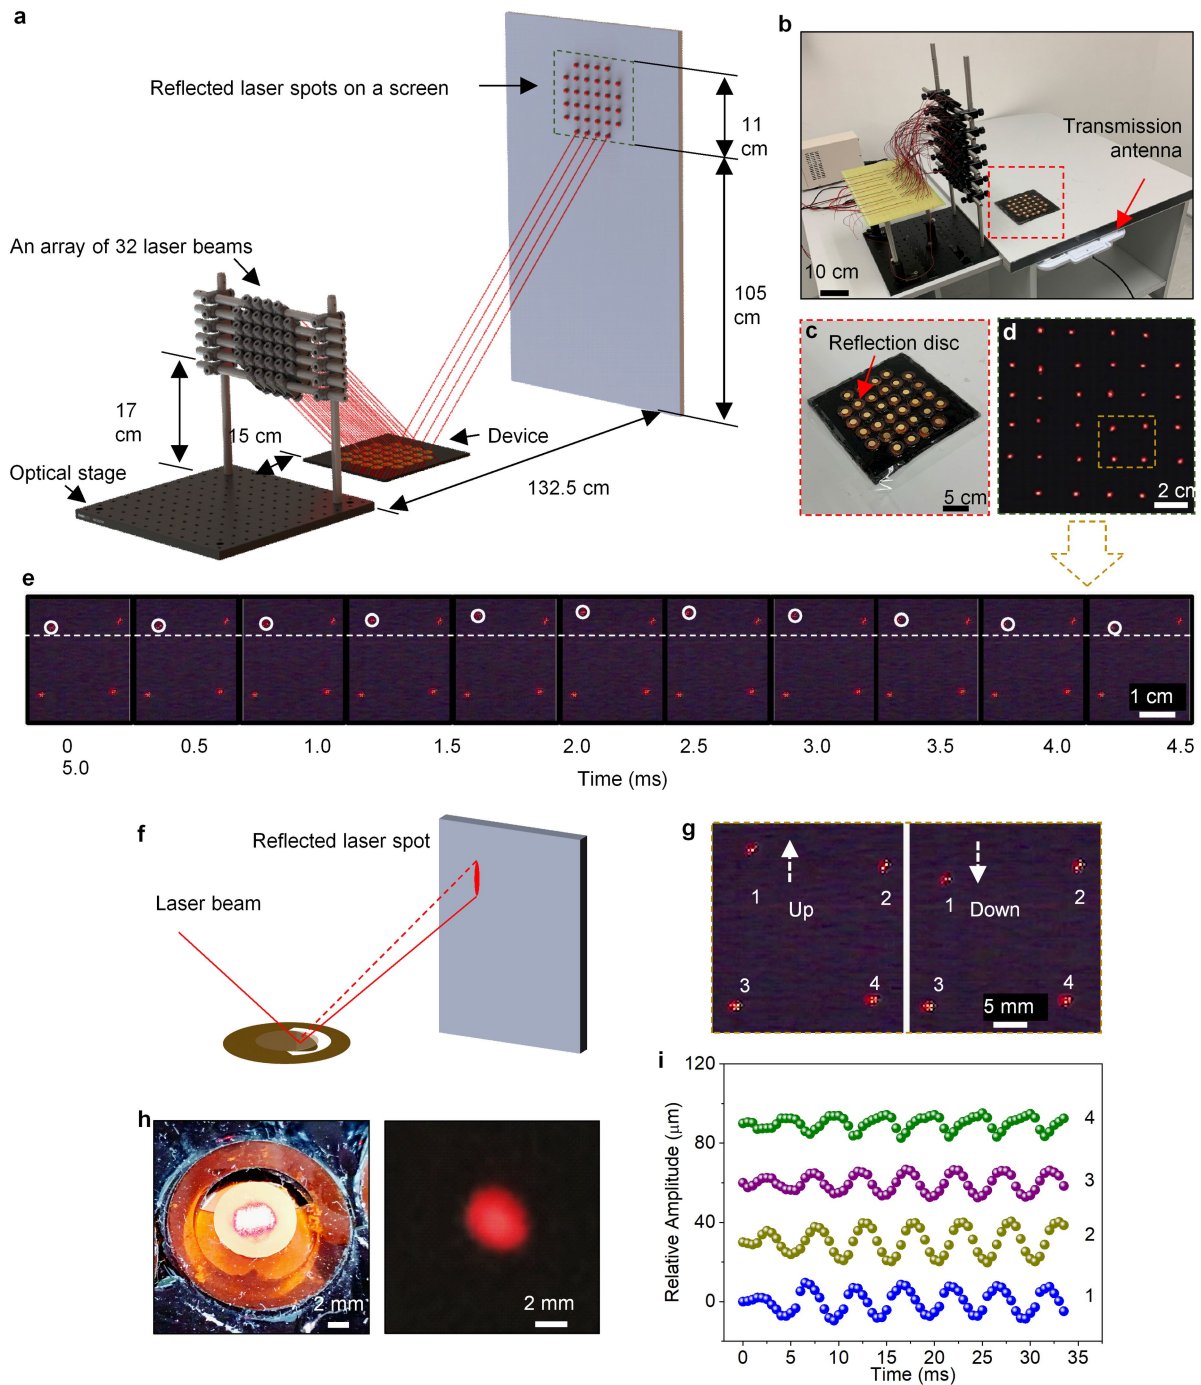 a
Reflected laser spots on a screen
11
cm
An array of 32 laser beams
105
cm
17
cm
15 cm
Device
Optical stage
132.5 cm
b
Transmission
antenna
10 cm
c
Reflection disc
5 cm
d
2 cm
e
1 cm
0 0.5 1.0 1.5 2.0 2.5 3.0 3.5 4.0 4.5
5.0
Time (ms)
f
Reflected laser spot
Laser beam
g
1
Up
2
3
4
1
Down
2
3
4
5 mm
h
2 mm
2 mm
i
120
80
40
0
Relative Amplitude (µm)
4
3
2
1
0 5 10 15 20 25 30 35
Time (ms)